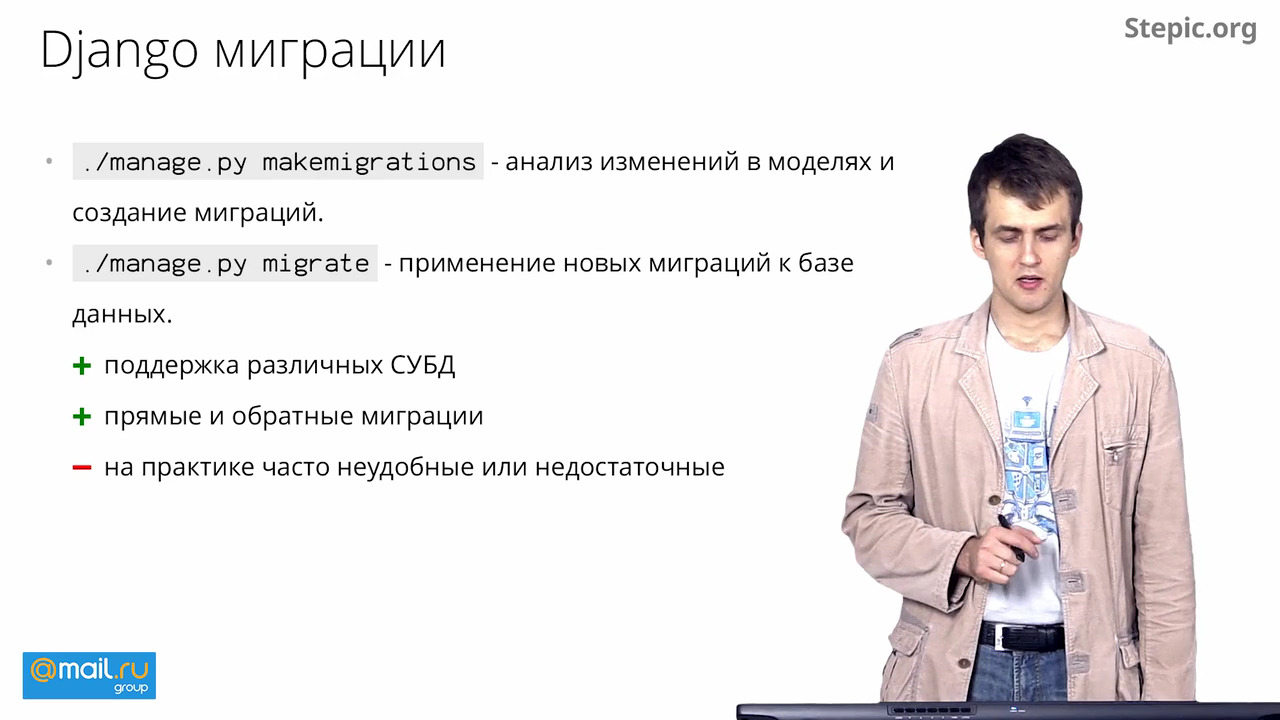 Django миграции
Stepic.org
./manage.py makemigrations - анализ изменений в моделях и
создание миграций.
./manage.py migrate - применение новых миграций к базе
данных.
+ поддержка различных СУБД
+ прямые и обратные миграции
− на практике часто неудобные или недостаточные
@mail.ru
group